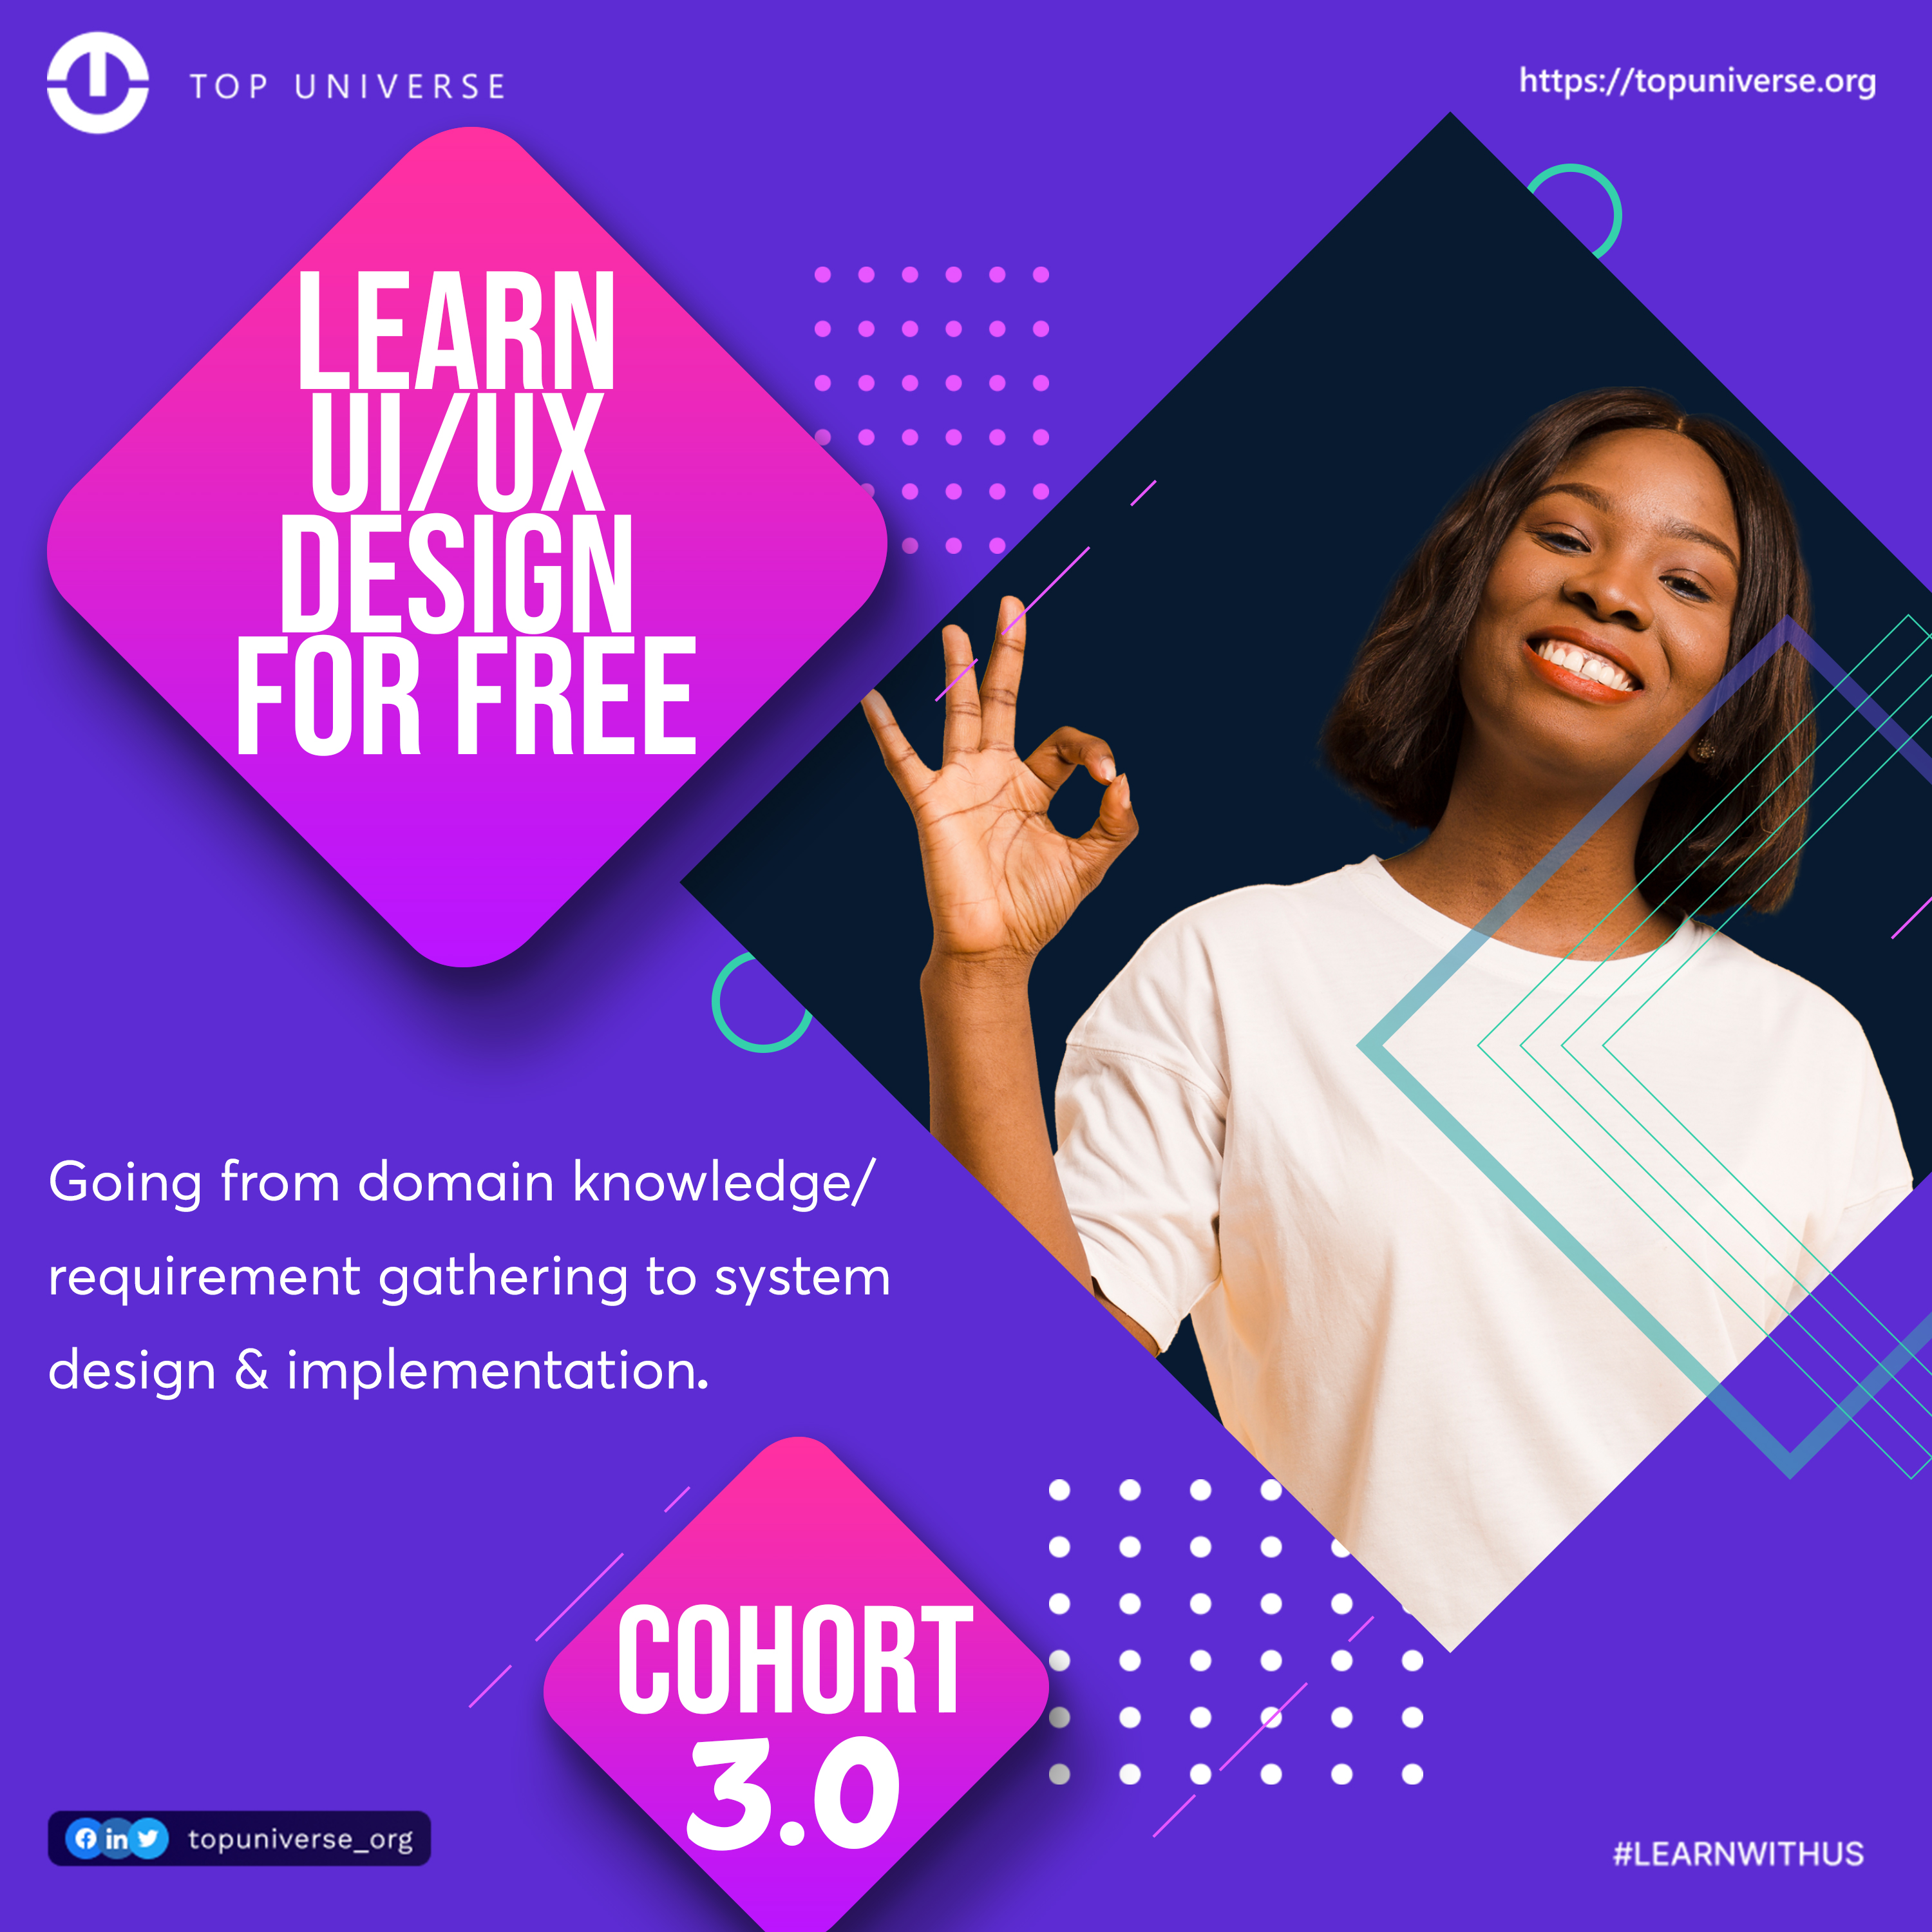 TOP UNIVERSE
https://topuniverse.org
LEARN
UI/UX
DESIGN
FOR FREE
Going from domain knowledge/
requirement gathering to system
design & implementation.
COHORT
3.0
topuniverse_org
#LEARNWITHUS